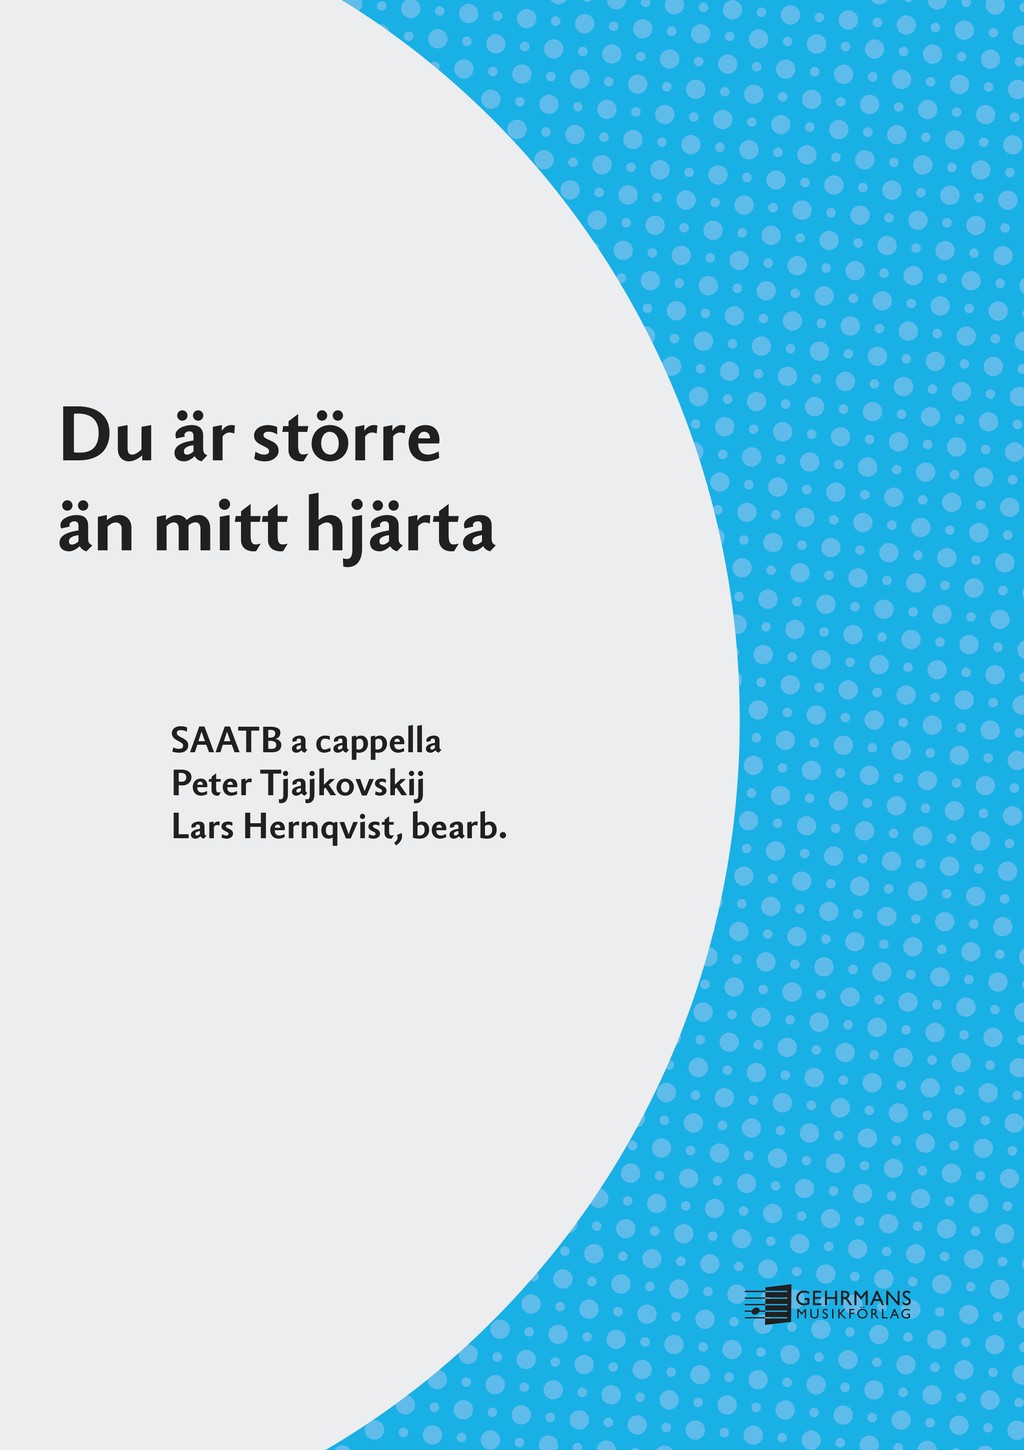 Du är större
än mitt hjärta
SAATB a cappella
Peter Tjajkovskij
Lars Hernqvist, bearb.
GEHRMANS
MUSIKFÖRLAG